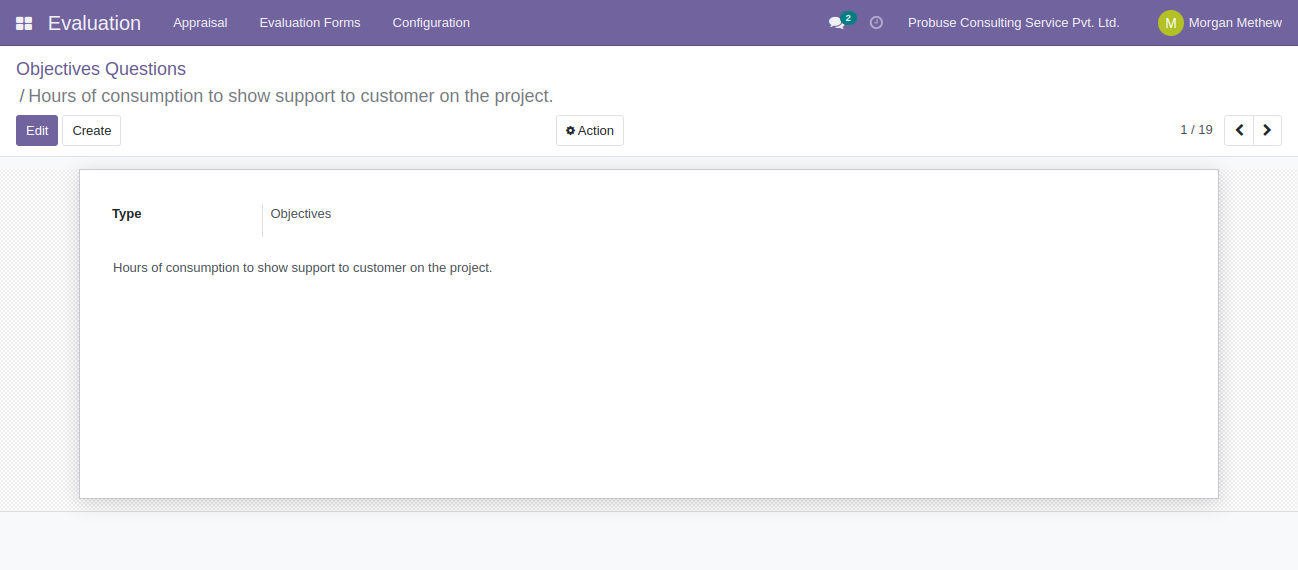 Evaluation Appraisal Evaluation Forms Configuration 2 Probuse Consulting Service Pvt. Ltd. M Morgan Methew
Objectives Questions
/ Hours of consumption to show support to customer on the project.
Edit Create Action 1 / 19
Type Objectives
Hours of consumption to show support to customer on the project.